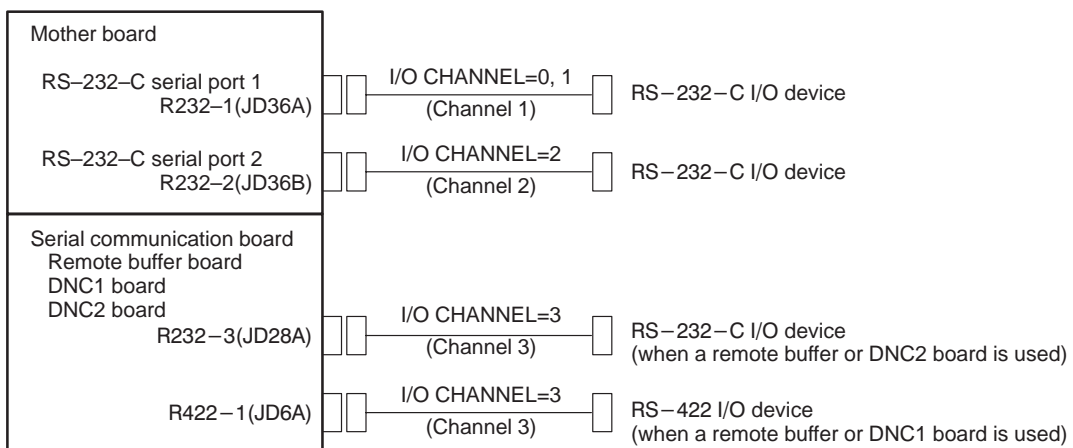 Mother board
RS–232–C serial port 1
R232–1(JD36A)
I/O CHANNEL=0, 1
(Channel 1)
RS−232−C I/O device
RS–232–C serial port 2
R232–2(JD36B)
I/O CHANNEL=2
(Channel 2)
RS−232−C I/O device
Serial communication board
Remote buffer board
DNC1 board
DNC2 board
R232−3(JD28A)
I/O CHANNEL=3
(Channel 3)
RS−232−C I/O device
(when a remote buffer or DNC2 board is used)
R422−1(JD6A)
I/O CHANNEL=3
(Channel 3)
RS−422 I/O device
(when a remote buffer or DNC1 board is used)